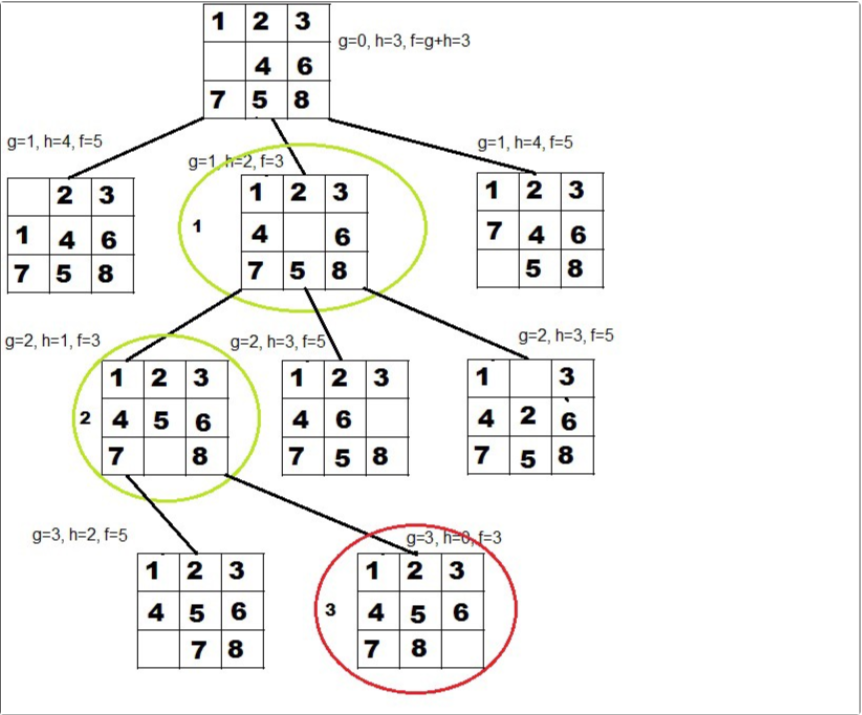 1 2 3
g=0, h=3, f=g+h=3
4 6
7 5 8
g=1, h=4, f=5
g=1, h=2, f=3
g=1, h=4, f=5
2 3
1 4 6
7 5 8
1
1 2 3
4 6
7 5 8
1 2 3
7 4 6
5 8
g=2, h=1, f=3
g=2, h=3, f=5
g=2, h=3, f=5
2
1 2 3
4 5 6
7 8
1 2 3
4 6
7 5 8
1 3
4 2 6
7 5 8
g=3, h=2, f=5
g=3, h=0, f=3
1 2 3
4 5 6
7 8
3
1 2 3
4 5 6
7 8